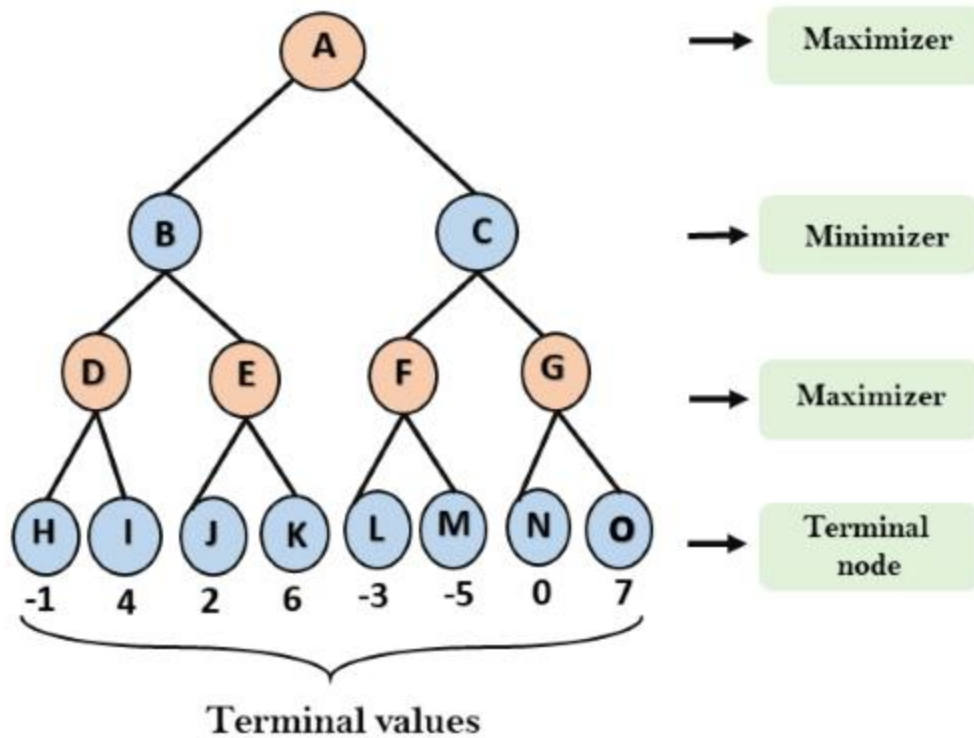 A
Maximizer
B
C
Minimizer
D
E
F
G
Maximizer
H
I
J
K
L
M
N
O
Terminal
node
-1
4
2
6
-3
-5
0
7
Terminal values